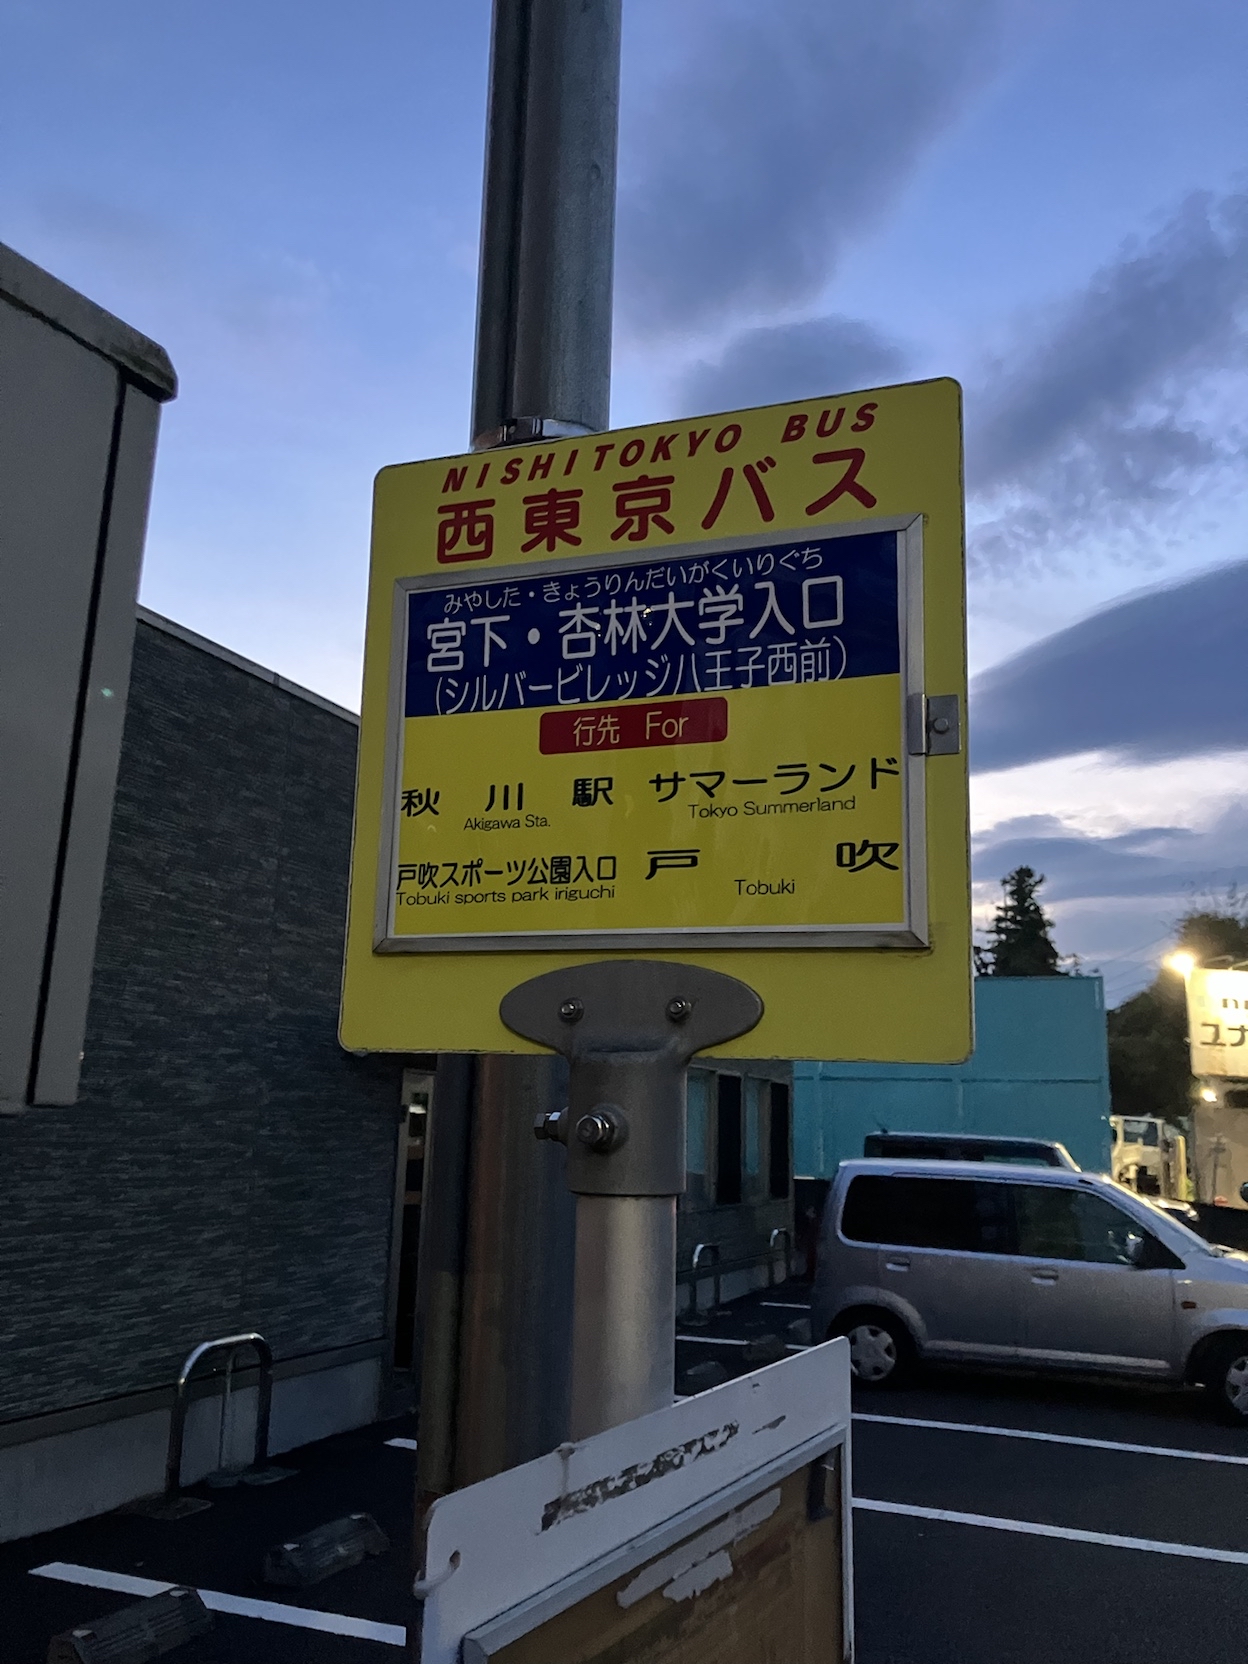 NISHITOKYO BUS
西東京バス
みやした・きょうりんだいがくいりぐち
宮下・杏林大学入口
(シルバービレッジ八王子西前)
行先 For
秋川駅 サマーランド
Akigawa Sta. Tokyo Summerland
戸吹スポーツ公園入口 戸吹
Tobuki sports park iriguchi Tobuki
ユナ